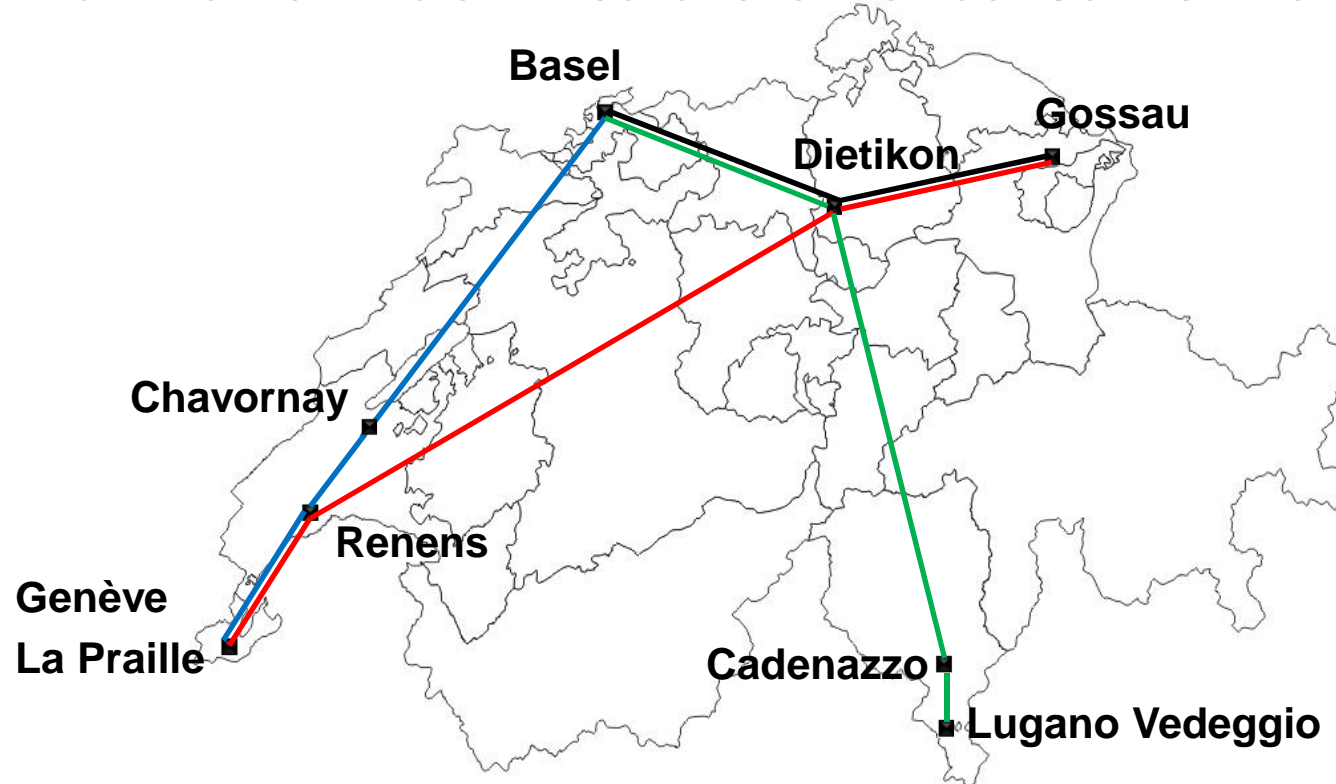 Basel
Gossau
Dietikon
Chavornay
Renens
Genève
La Praille
Cadenazzo
Lugano Vedeggio